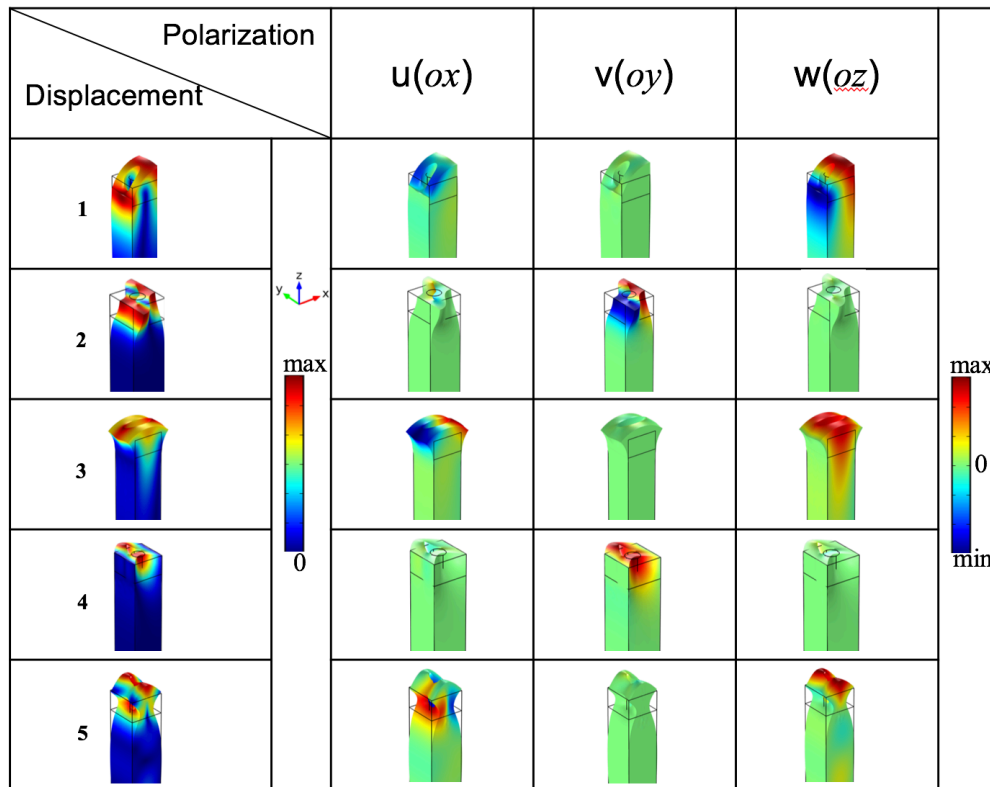 Polarization
Displacement
u(ox)
v(oy)
w(oz)
1
2
z
y
x
max
max
3
0
0
min
4
5